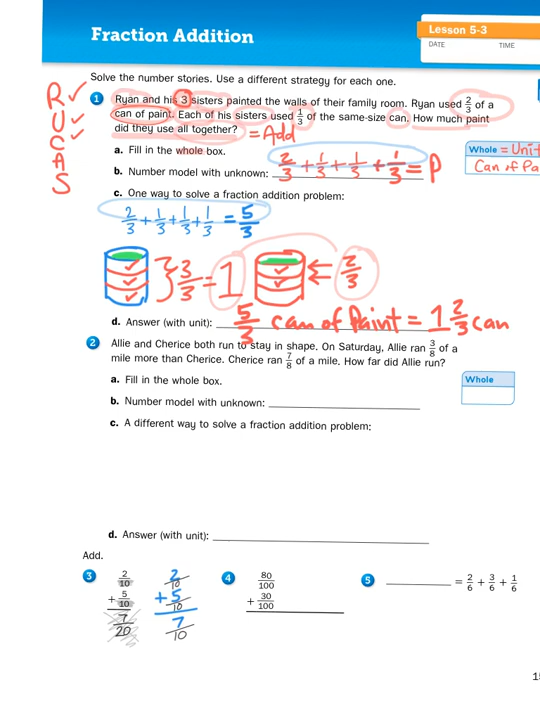 Fraction Addition
Lesson 5-3
DATE TIME
Solve the number stories. Use a different strategy for each one.
R ✓
U ✓
C ✓
A
S
1 Ryan and his 3 sisters painted the walls of their family room. Ryan used 2/3 of a
can of paint. Each of his sisters used 1/3 of the same-size can. How much paint
did they use all together? = Add
a. Fill in the whole box.
Whole = Unit
Can of Pa
b. Number model with unknown: 2/3 + 1/3 + 1/3 + 1/3 = P
c. One way to solve a fraction addition problem:
2/3 + 1/3 + 1/3 + 1/3 = 5/3
} 3/3 = 1 ← 2/3
d. Answer (with unit): 5/3 can of Paint = 1 2/3 can
2 Allie and Cherice both run to stay in shape. On Saturday, Allie ran 3/8 of a
mile more than Cherice. Cherice ran 7/8 of a mile. How far did Allie run?
a. Fill in the whole box.
Whole
b. Number model with unknown:
c. A different way to solve a fraction addition problem:
d. Answer (with unit):
Add.
3 2/10 + 5/10 7/20
2/10 + 5/10 7/10
4 80/100 + 30/100
5 = 2/6 + 3/6 + 1/6